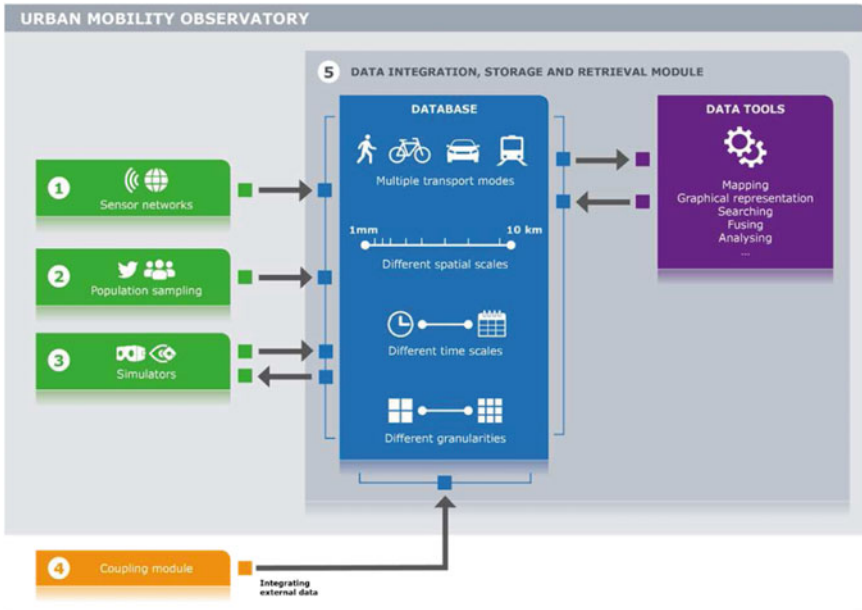 URBAN MOBILITY OBSERVATORY
5 DATA INTEGRATION, STORAGE AND RETRIEVAL MODULE
DATABASE
Multiple transport modes
1mm 10 km
Different spatial scales
Different time scales
Different granularities
DATA TOOLS
Mapping
Graphical representation
Searching
Fusing
Analysing
...
1
Sensor networks
2
Population sampling
3
Simulators
4 Coupling module
Integrating
external data